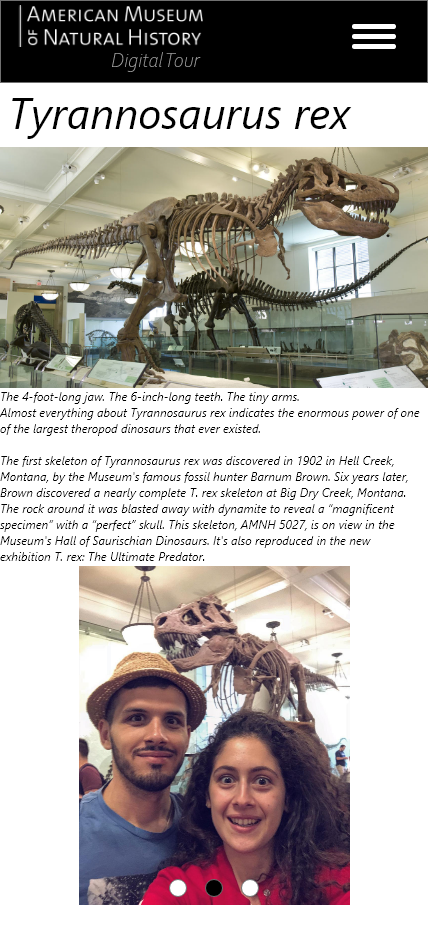 AMERICAN MUSEUM
OF NATURAL HISTORY
Digital Tour
Tyrannosaurus rex
The 4-foot-long jaw. The 6-inch-long teeth. The tiny arms.
Almost everything about Tyrannosaurus rex indicates the enormous power of one
of the largest theropod dinosaurs that ever existed.
The first skeleton of Tyrannosaurus rex was discovered in 1902 in Hell Creek,
Montana, by the Museum's famous fossil hunter Barnum Brown. Six years later,
Brown discovered a nearly complete T. rex skeleton at Big Dry Creek, Montana.
The rock around it was blasted away with dynamite to reveal a “magnificent
specimen” with a “perfect” skull. This skeleton, AMNH 5027, is on view in the
Museum's Hall of Saurischian Dinosaurs. It's also reproduced in the new
exhibition T. rex: The Ultimate Predator.